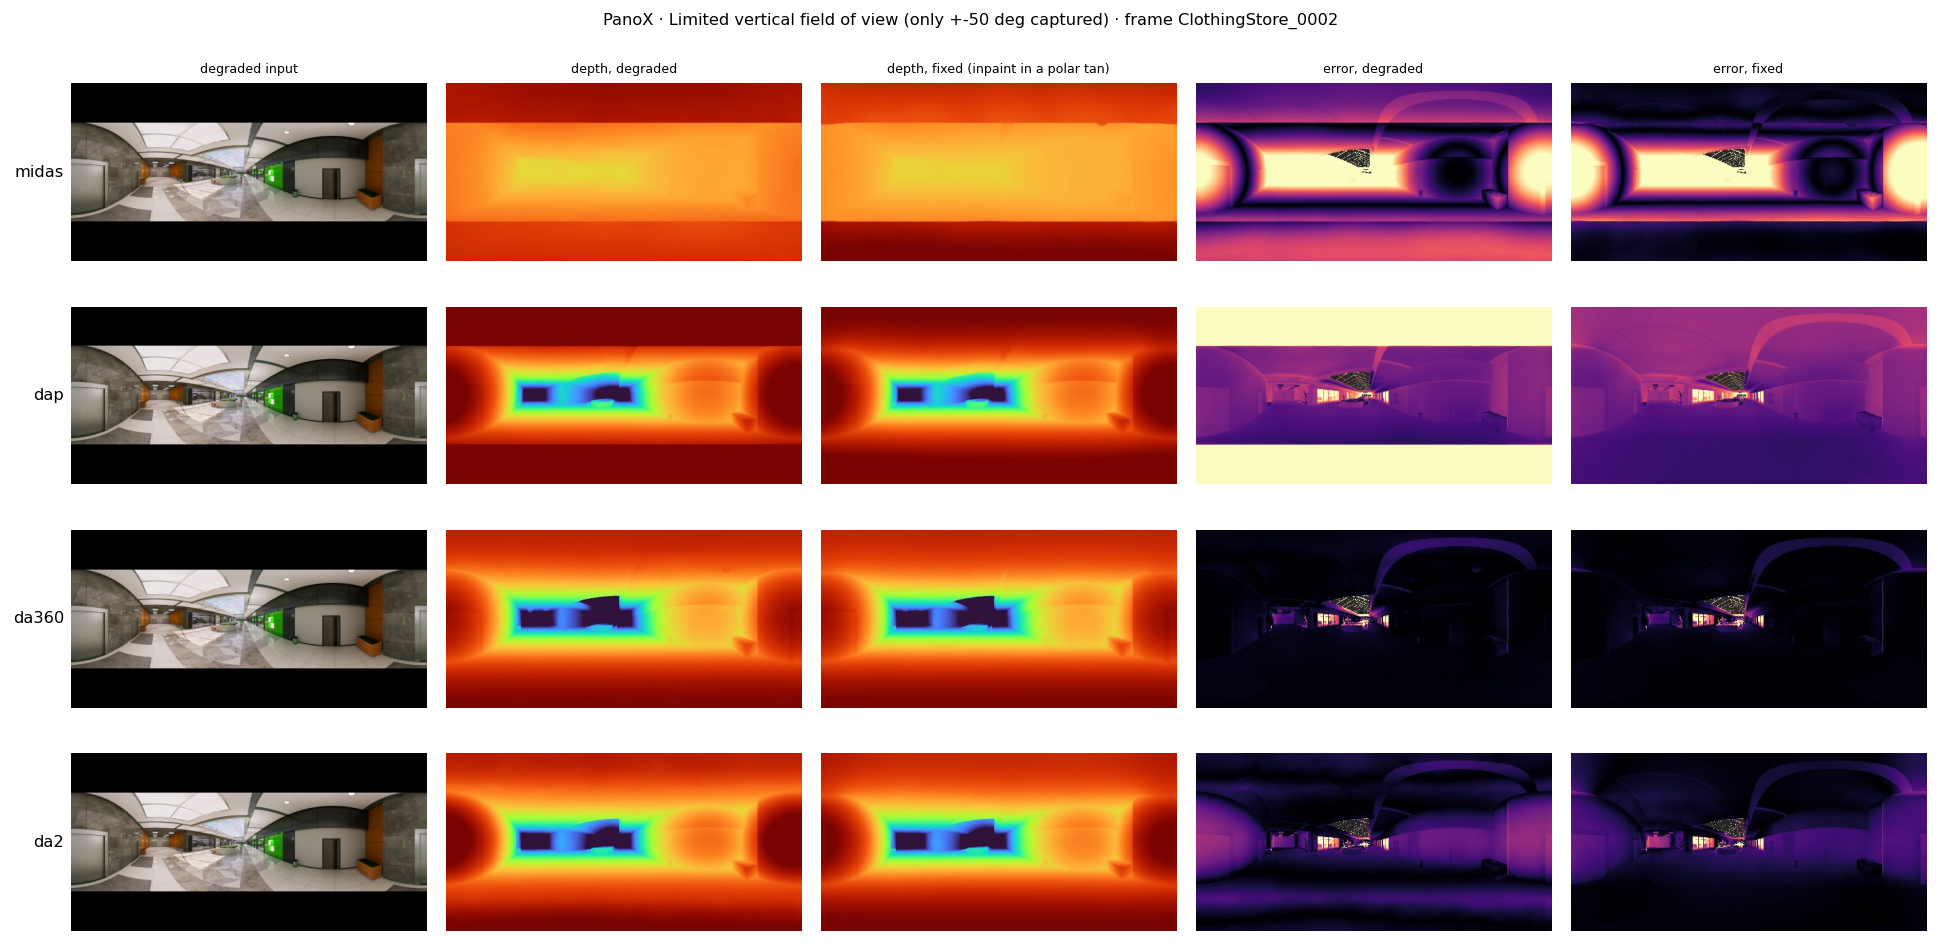 PanoX · Limited vertical field of view (only +-50 deg captured) · frame ClothingStore_0002
degraded input
depth, degraded
depth, fixed (inpaint in a polar tan)
error, degraded
error, fixed
midas
dap
da360
da2